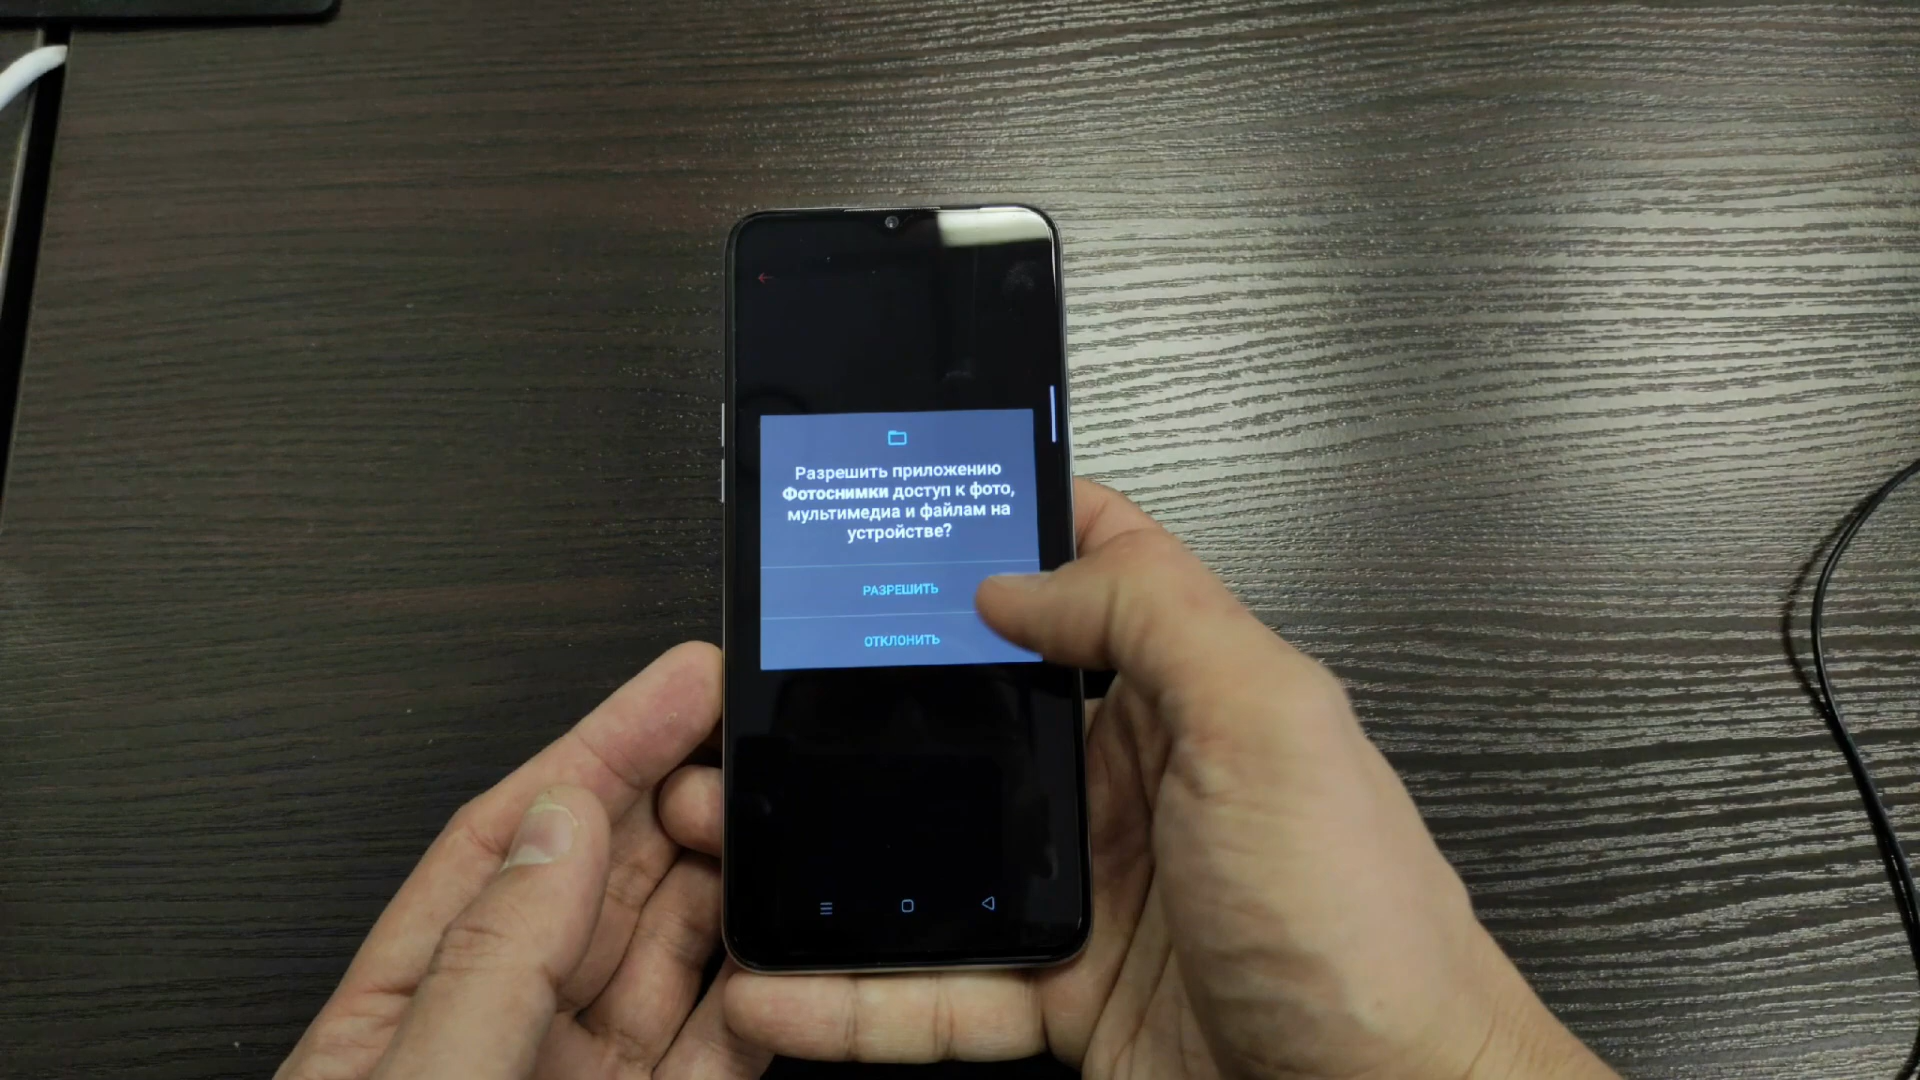 Разрешить приложению
Фотоснимки доступ к фото,
мультимедиа и файлам на
устройстве?
РАЗРЕШИТЬ
ОТКЛОНИТЬ